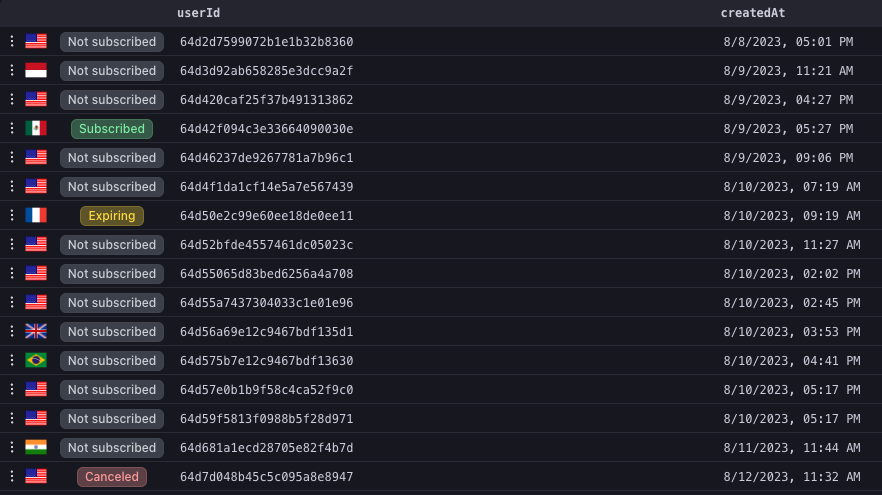 userId createdAt
Not subscribed 64d2d7599072b1e1b32b8360 8/8/2023, 05:01 PM
Not subscribed 64d3d92ab658285e3dcc9a2f 8/9/2023, 11:21 AM
Not subscribed 64d420caf25f37b491313862 8/9/2023, 04:27 PM
Subscribed 64d42f094c3e33664090030e 8/9/2023, 05:27 PM
Not subscribed 64d46237de9267781a7b96c1 8/9/2023, 09:06 PM
Not subscribed 64d4f1da1cf14e5a7e567439 8/10/2023, 07:19 AM
Expiring 64d50e2c99e60ee18de0ee11 8/10/2023, 09:19 AM
Not subscribed 64d52bfde4557461dc05023c 8/10/2023, 11:27 AM
Not subscribed 64d55065d83bed6256a4a708 8/10/2023, 02:02 PM
Not subscribed 64d55a7437304033c1e01e96 8/10/2023, 02:45 PM
Not subscribed 64d56a69e12c9467bdf135d1 8/10/2023, 03:53 PM
Not subscribed 64d575b7e12c9467bdf13630 8/10/2023, 04:41 PM
Not subscribed 64d57e0b1b9f58c4ca52f9c0 8/10/2023, 05:17 PM
Not subscribed 64d59f5813f0988b5f28d971 8/10/2023, 05:17 PM
Not subscribed 64d681a1ecd28705e82f4b7d 8/11/2023, 11:44 AM
Canceled 64d7d048b45c5c095a8e8947 8/12/2023, 11:32 AM